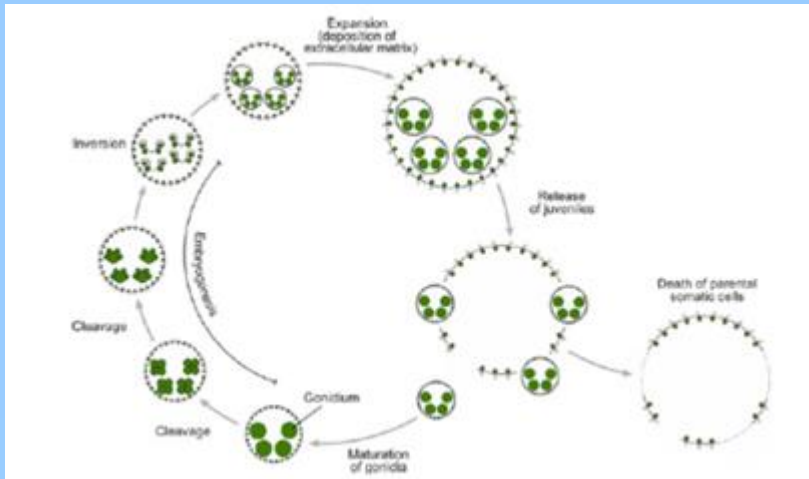 Expansion
(deposition of
extracellular matrix)
Inversion
Release
of juveniles
Embryogenesis
Death of parental
somatic cells
Cleavage
Gonidium
Cleavage
Maturation
of gonidia